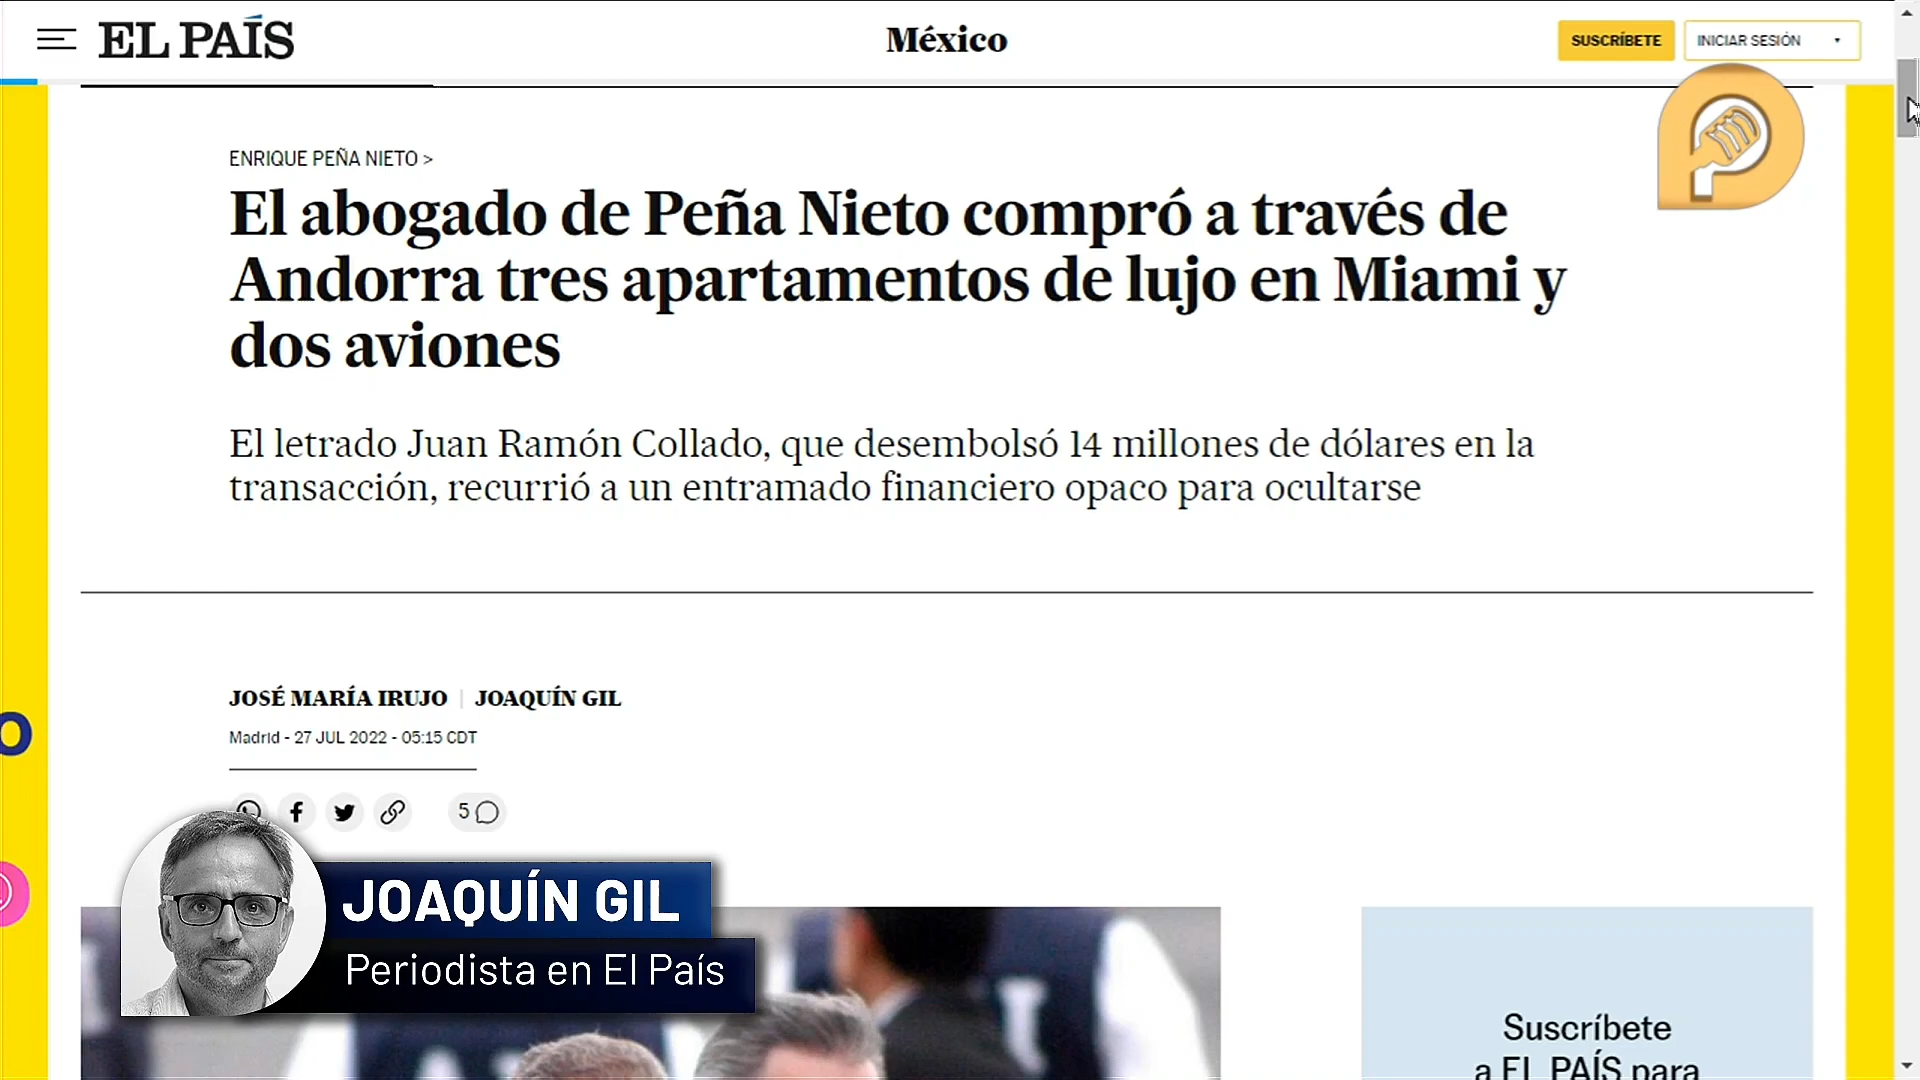 EL PAÍS
México
SUSCRÍBETE
INICIAR SESIÓN
ENRIQUE PEÑA NIETO >
El abogado de Peña Nieto compró a través de
Andorra tres apartamentos de lujo en Miami y
dos aviones
El letrado Juan Ramón Collado, que desembolsó 14 millones de dólares en la
transacción, recurrió a un entramado financiero opaco para ocultarse
JOSÉ MARÍA IRUJO | JOAQUÍN GIL
Madrid - 27 JUL 2022 - 05:15 CDT
5
JOAQUÍN GIL
Periodista en El País
Suscríbete
a EL PAÍS para